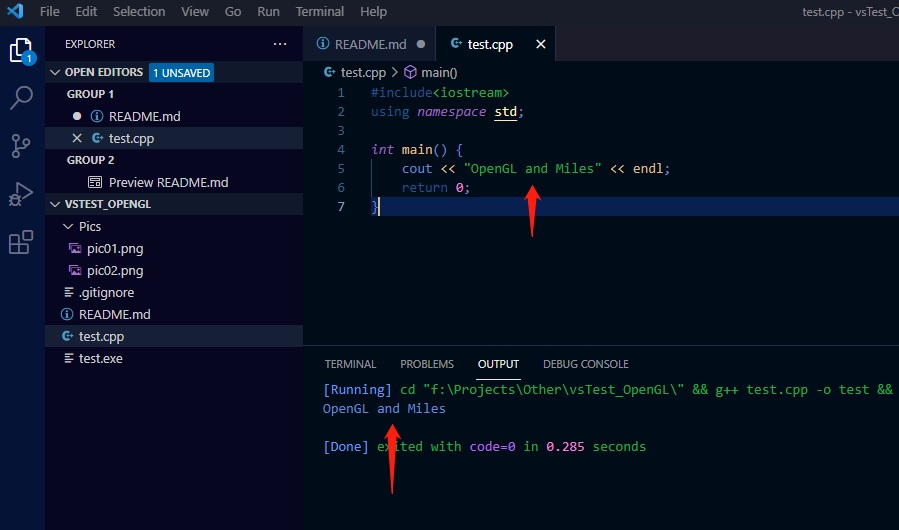 File Edit Selection View Go Run Terminal Help test.cpp - vsTest_O
1
EXPLORER ...
OPEN EDITORS 1 UNSAVED
GROUP 1
README.md
test.cpp
GROUP 2
Preview README.md
VSTEST_OPENGL
Pics
pic01.png
pic02.png
.gitignore
README.md
test.cpp
test.exe
README.md test.cpp
test.cpp > main()
1 #include<iostream>
2 using namespace std;
3
4 int main() {
5 cout << "OpenGL and Miles" << endl;
6 return 0;
7 }
TERMINAL PROBLEMS OUTPUT DEBUG CONSOLE
[Running] cd "f:\Projects\Other\vsTest_OpenGL\" && g++ test.cpp -o test &&
OpenGL and Miles
[Done] exited with code=0 in 0.285 seconds